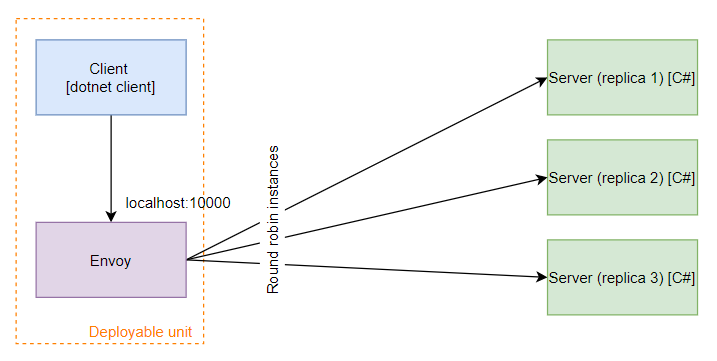 Client
[dotnet client]
localhost:10000
Envoy
Deployable unit
Round robin instances
Server (replica 1) [C#]
Server (replica 2) [C#]
Server (replica 3) [C#]